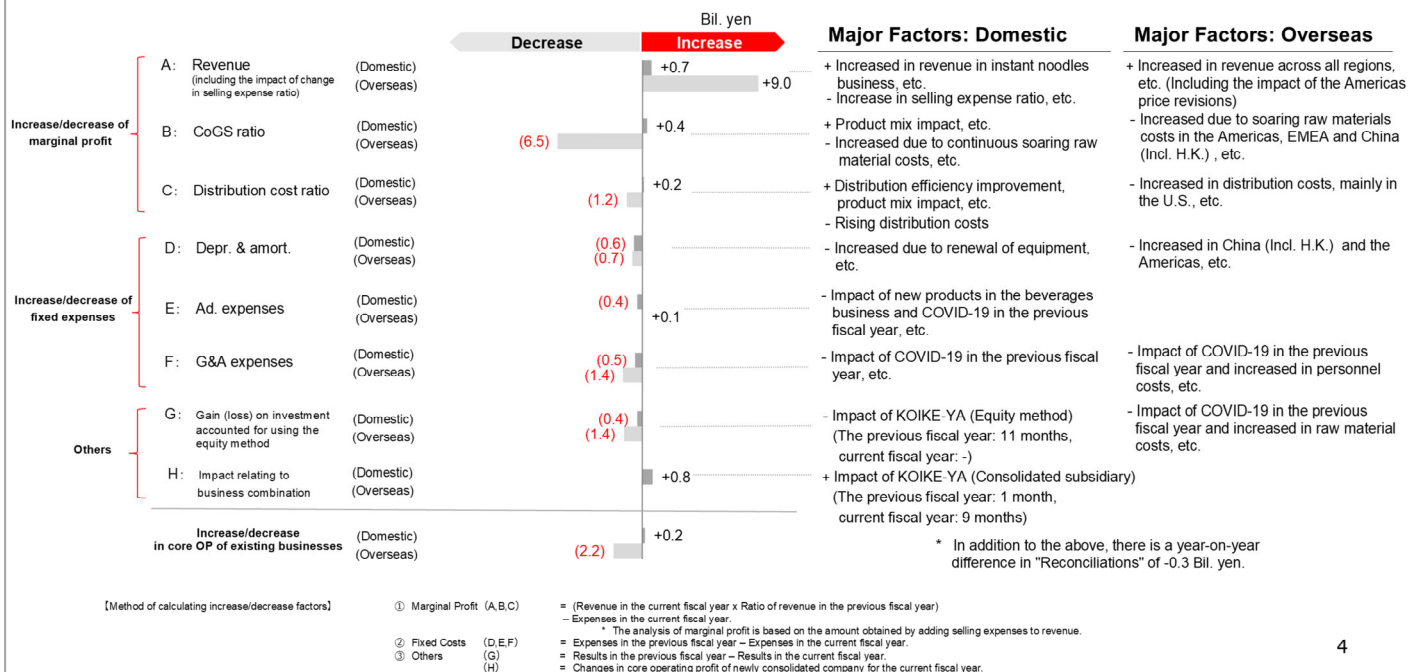 Bil. yen
Decrease
Increase
Major Factors: Domestic
Major Factors: Overseas
Increase/decrease of
marginal profit
A: Revenue
(including the impact of change
in selling expense ratio)
(Domestic)
(Overseas)
+0.7
+9.0
+ Increased in revenue in instant noodles
business, etc.
- Increase in selling expense ratio, etc.
+ Increased in revenue across all regions,
etc. (Including the impact of the Americas
price revisions)
B: CoGS ratio
(Domestic)
(Overseas)
+0.4
(6.5)
+ Product mix impact, etc.
- Increased due to continuous soaring raw
material costs, etc.
- Increased due to soaring raw materials
costs in the Americas, EMEA and China
(Incl. H.K.) , etc.
C: Distribution cost ratio
(Domestic)
(Overseas)
+0.2
(1.2)
+ Distribution efficiency improvement,
product mix impact, etc.
- Rising distribution costs
- Increased in distribution costs, mainly in
the U.S., etc.
Increase/decrease of
fixed expenses
D: Depr. & amort.
(Domestic)
(Overseas)
(0.6)
(0.7)
- Increased due to renewal of equipment,
etc.
- Increased in China (Incl. H.K.) and the
Americas, etc.
E: Ad. expenses
(Domestic)
(Overseas)
(0.4)
+0.1
- Impact of new products in the beverages
business and COVID-19 in the previous
fiscal year, etc.
F: G&A expenses
(Domestic)
(Overseas)
(0.5)
(1.4)
- Impact of COVID-19 in the previous fiscal
year, etc.
- Impact of COVID-19 in the previous
fiscal year and increased in personnel
costs, etc.
Others
G: Gain (loss) on investment
accounted for using the
equity method
(Domestic)
(Overseas)
(0.4)
(1.4)
- Impact of KOIKE-YA (Equity method)
(The previous fiscal year: 11 months,
current fiscal year: -)
- Impact of COVID-19 in the previous
fiscal year and increased in raw material
costs, etc.
H: Impact relating to
business combination
(Domestic)
(Overseas)
+0.8
+ Impact of KOIKE-YA (Consolidated subsidiary)
(The previous fiscal year: 1 month,
current fiscal year: 9 months)
Increase/decrease
in core OP of existing businesses
(Domestic)
(Overseas)
+0.2
(2.2)
* In addition to the above, there is a year-on-year
difference in "Reconciliations" of -0.3 Bil. yen.
【Method of calculating increase/decrease factors】
① Marginal Profit (A,B,C) = (Revenue in the current fiscal year x Ratio of revenue in the previous fiscal year)
– Expenses in the current fiscal year.
* The analysis of marginal profit is based on the amount obtained by adding selling expenses to revenue.
② Fixed Costs (D,E,F) = Expenses in the previous fiscal year – Expenses in the current fiscal year.
③ Others (G) = Results in the previous fiscal year – Results in the current fiscal year.
(H) = Changes in core operating profit of newly consolidated company for the current fiscal year.
4